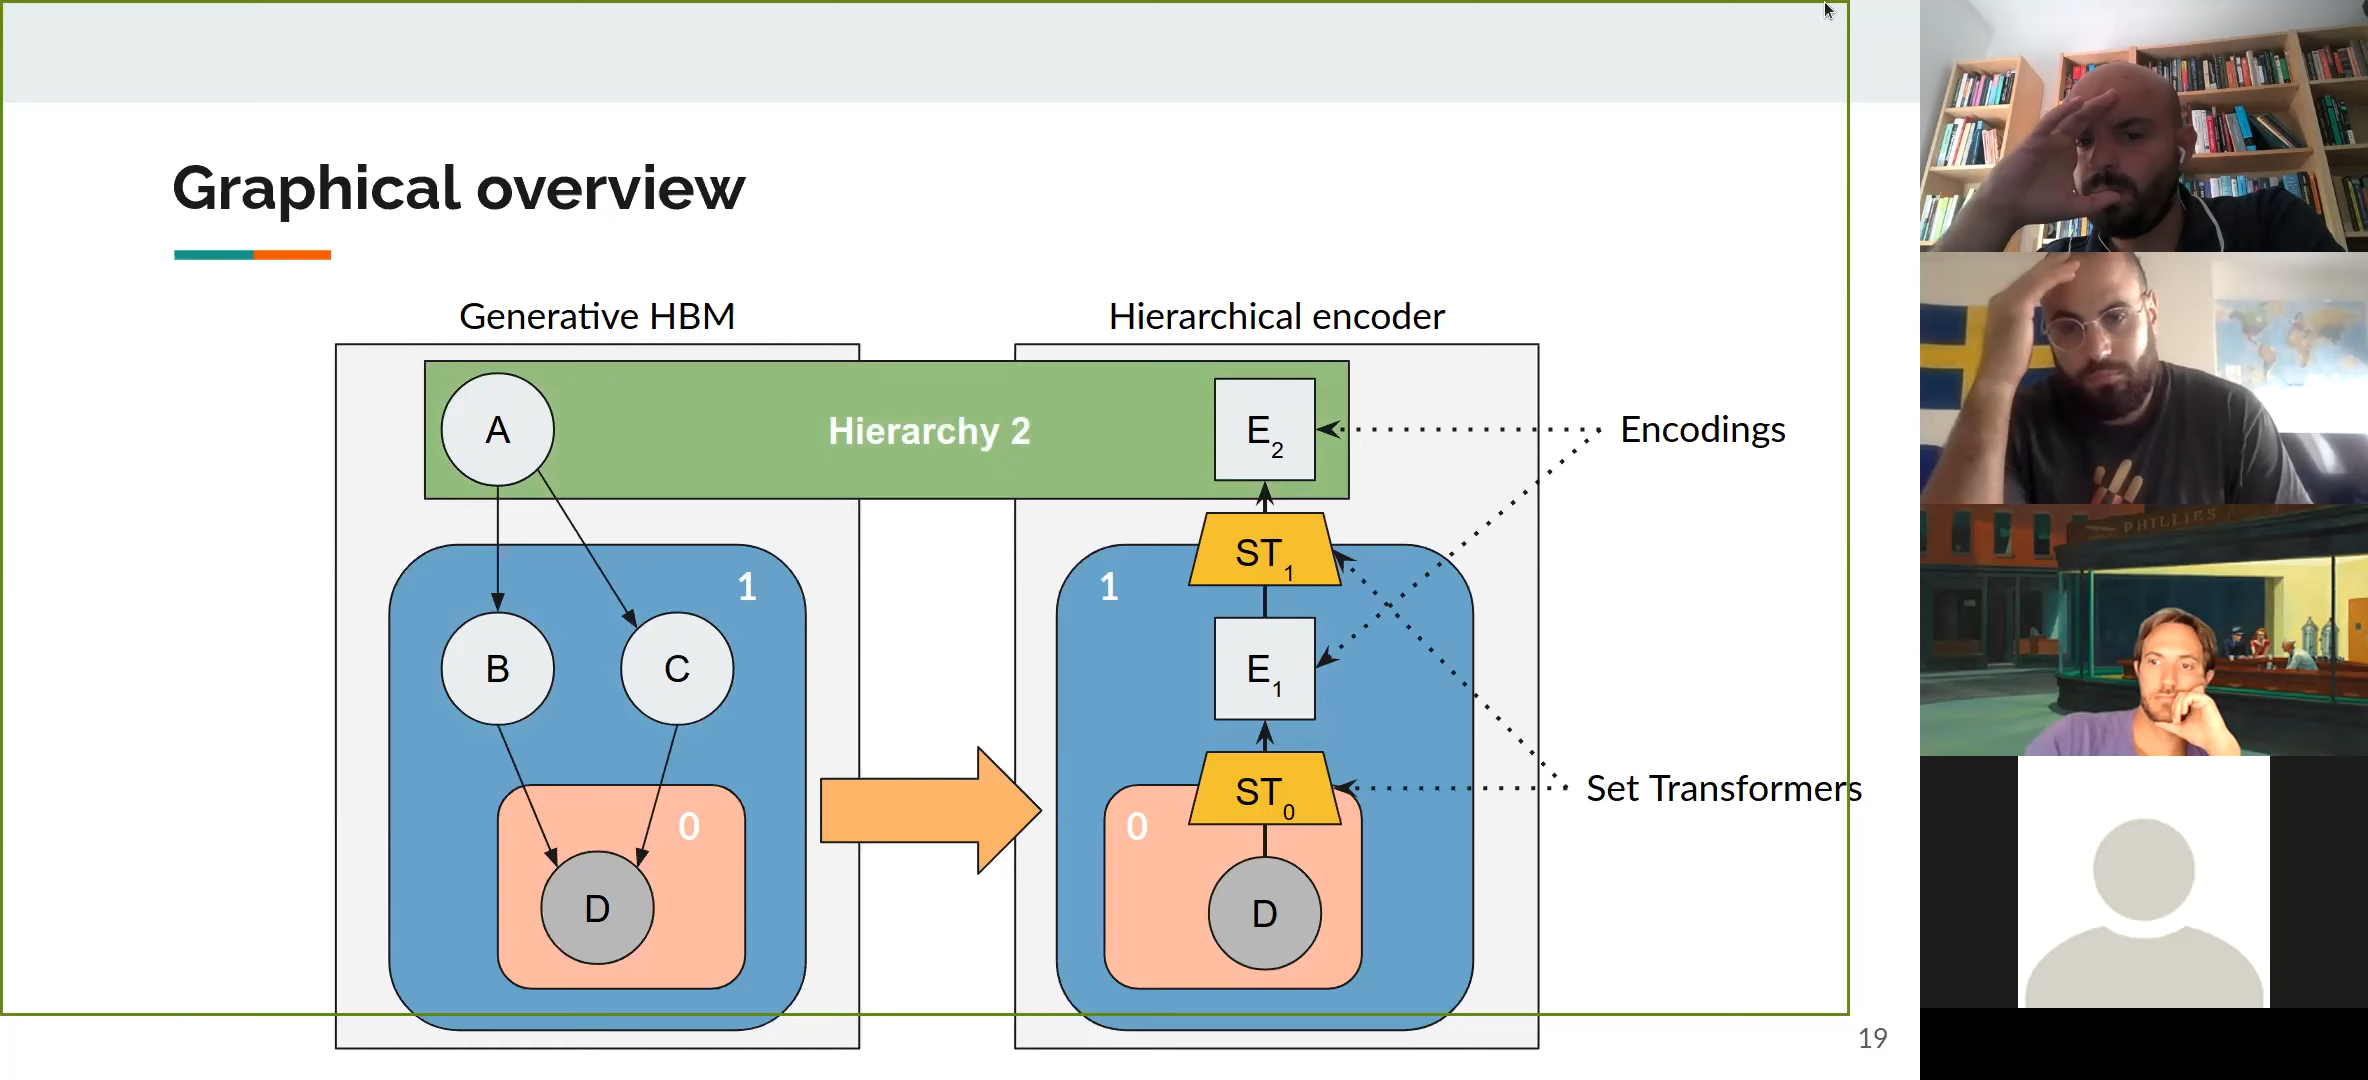 Graphical overview
Generative HBM
Hierarchical encoder
A
Hierarchy 2
E2
Encodings
1
1
ST1
B
C
E1
0
0
ST0
Set Transformers
D
D
19
PHILLIES